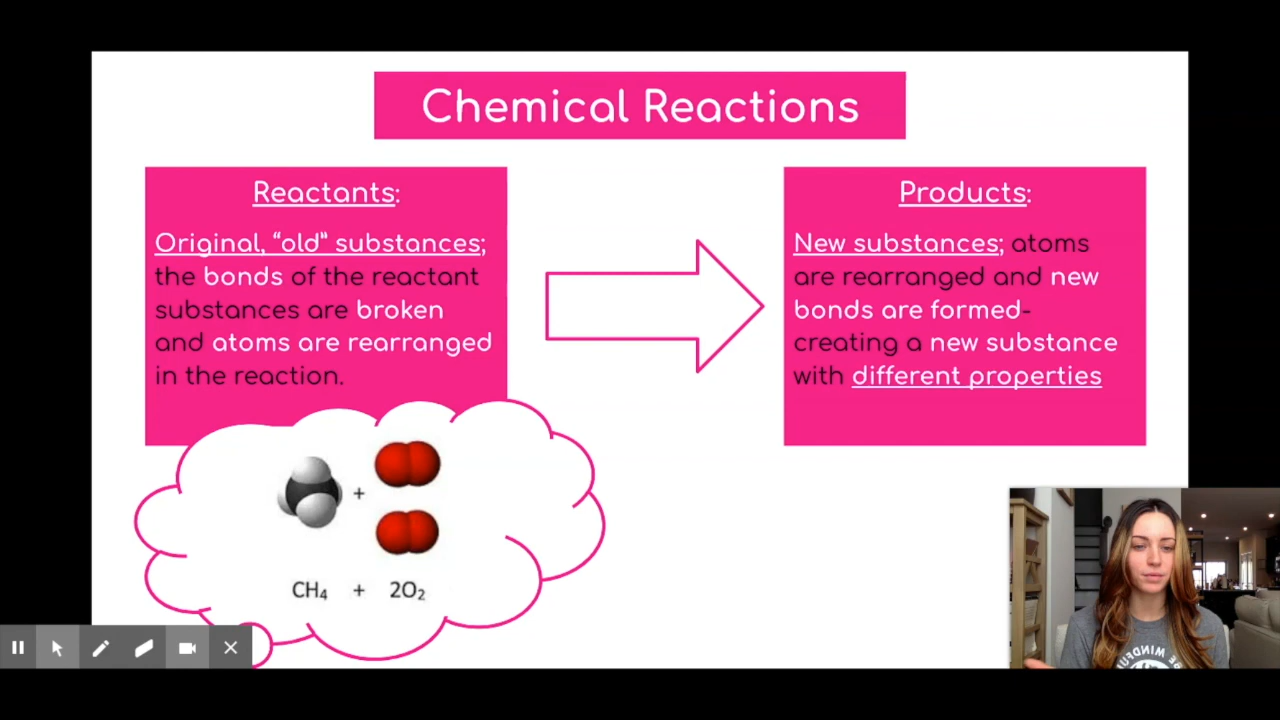 Chemical Reactions
Reactants:
Original, “old” substances;
the bonds of the reactant
substances are broken
and atoms are rearranged
in the reaction.
Products:
New substances; atoms
are rearranged and new
bonds are formed-
creating a new substance
with different properties
+
CH₄ + 2O₂